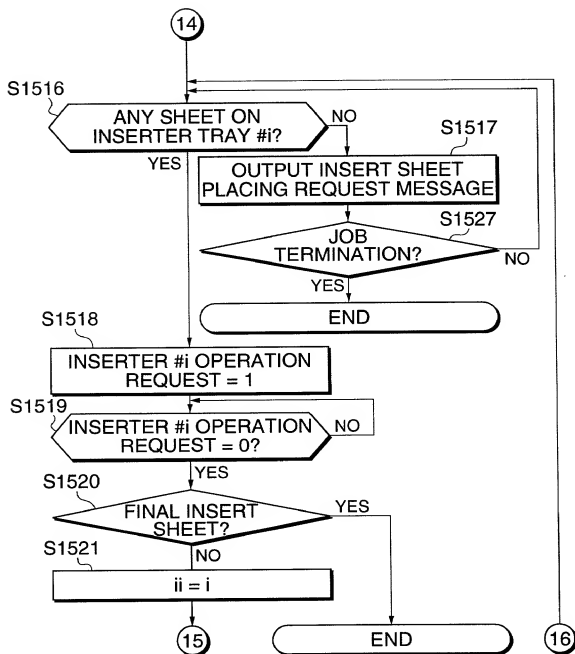 14
S1516
ANY SHEET ON
INSERTER TRAY #i?
NO
YES
S1517
OUTPUT INSERT SHEET
PLACING REQUEST MESSAGE
S1527
JOB
TERMINATION?
NO
YES
END
S1518
INSERTER #i OPERATION
REQUEST = 1
S1519
INSERTER #i OPERATION
REQUEST = 0?
NO
YES
S1520
FINAL INSERT
SHEET?
YES
NO
S1521
ii = i
15
END
16